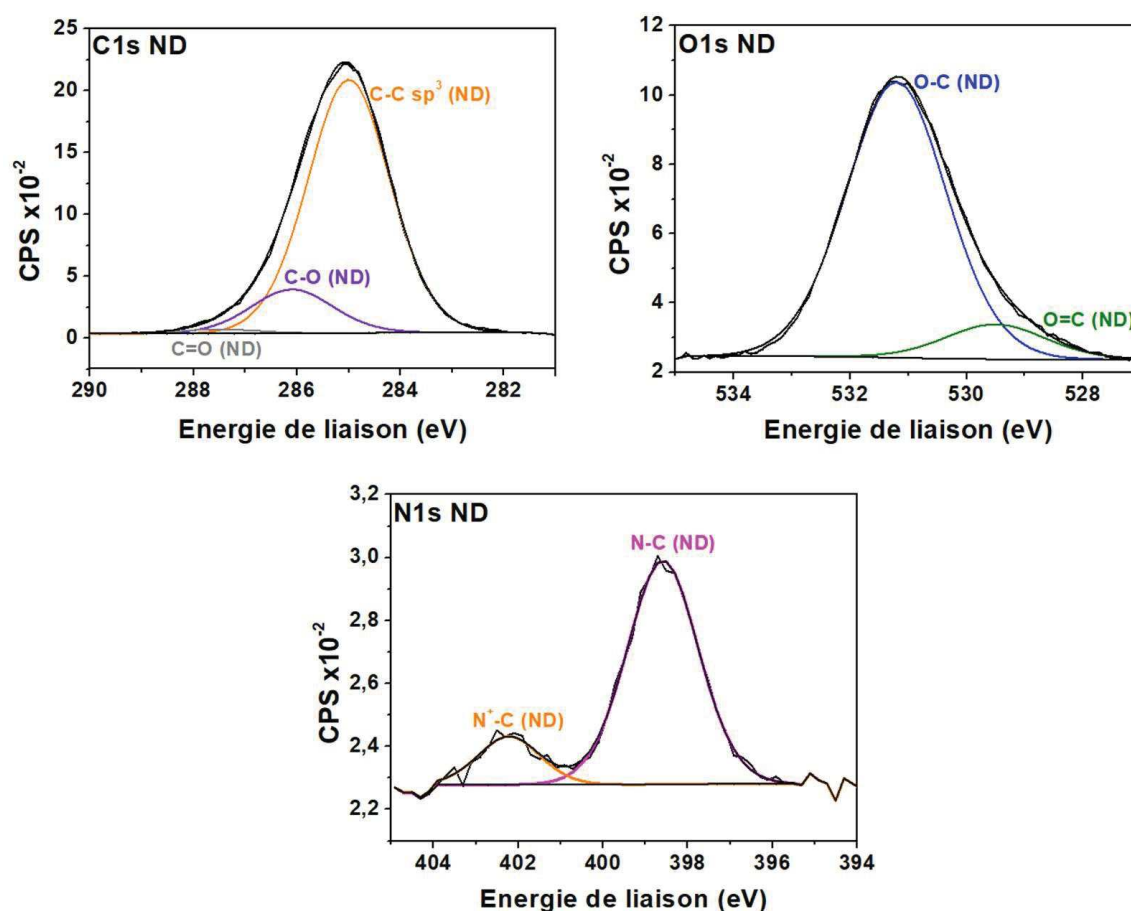 C1s ND
25
20
15
10
5
0
CPS x10⁻²
C-C sp³ (ND)
C-O (ND)
C=O (ND)
290 288 286 284 282
Energie de liaison (eV)
O1s ND
12
10
8
6
4
2
CPS x10⁻²
O-C (ND)
O=C (ND)
534 532 530 528
Energie de liaison (eV)
N1s ND
3,2
3,0
2,8
2,6
2,4
2,2
CPS x10⁻²
N-C (ND)
N⁺-C (ND)
404 402 400 398 396 394
Energie de liaison (eV)